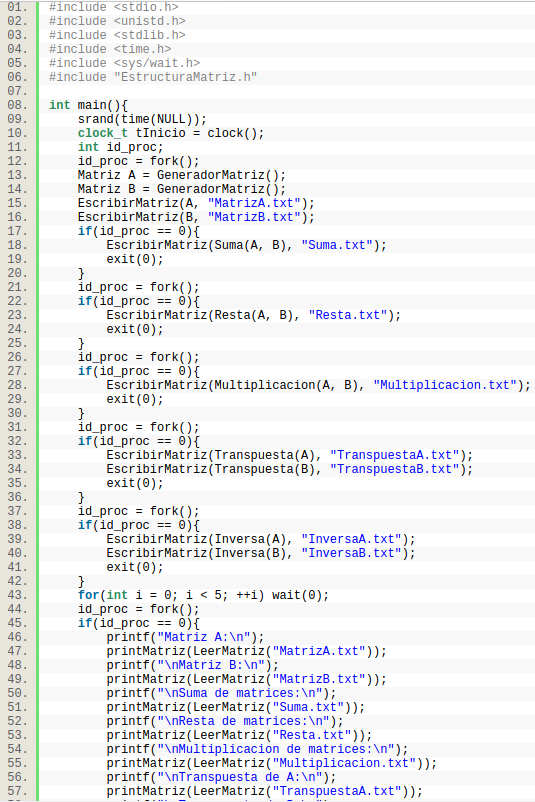 01. #include <stdio.h>
02. #include <unistd.h>
03. #include <stdlib.h>
04. #include <time.h>
05. #include <sys/wait.h>
06. #include "EstructuraMatriz.h"
07.
08. int main(){
09.     srand(time(NULL));
10.     clock_t tInicio = clock();
11.     int id_proc;
12.     id_proc = fork();
13.     Matriz A = GeneradorMatriz();
14.     Matriz B = GeneradorMatriz();
15.     EscribirMatriz(A, "MatrizA.txt");
16.     EscribirMatriz(B, "MatrizB.txt");
17.     if(id_proc == 0){
18.         EscribirMatriz(Suma(A, B), "Suma.txt");
19.         exit(0);
20.     }
21.     id_proc = fork();
22.     if(id_proc == 0){
23.         EscribirMatriz(Resta(A, B), "Resta.txt");
24.         exit(0);
25.     }
26.     id_proc = fork();
27.     if(id_proc == 0){
28.         EscribirMatriz(Multiplicacion(A, B), "Multiplicacion.txt");
29.         exit(0);
30.     }
31.     id_proc = fork();
32.     if(id_proc == 0){
33.         EscribirMatriz(Transpuesta(A), "TranspuestaA.txt");
34.         EscribirMatriz(Transpuesta(B), "TranspuestaB.txt");
35.         exit(0);
36.     }
37.     id_proc = fork();
38.     if(id_proc == 0){
39.         EscribirMatriz(Inversa(A), "InversaA.txt");
40.         EscribirMatriz(Inversa(B), "InversaB.txt");
41.         exit(0);
42.     }
43.     for(int i = 0; i < 5; ++i) wait(0);
44.     id_proc = fork();
45.     if(id_proc == 0){
46.         printf("Matriz A:\n");
47.         printMatriz(LeerMatriz("MatrizA.txt"));
48.         printf("\nMatriz B:\n");
49.         printMatriz(LeerMatriz("MatrizB.txt"));
50.         printf("\nSuma de matrices:\n");
51.         printMatriz(LeerMatriz("Suma.txt"));
52.         printf("\nResta de matrices:\n");
53.         printMatriz(LeerMatriz("Resta.txt"));
54.         printf("\nMultiplicacion de matrices:\n");
55.         printMatriz(LeerMatriz("Multiplicacion.txt"));
56.         printf("\nTranspuesta de A:\n");
57.         printMatriz(LeerMatriz("TranspuestaA.txt"));